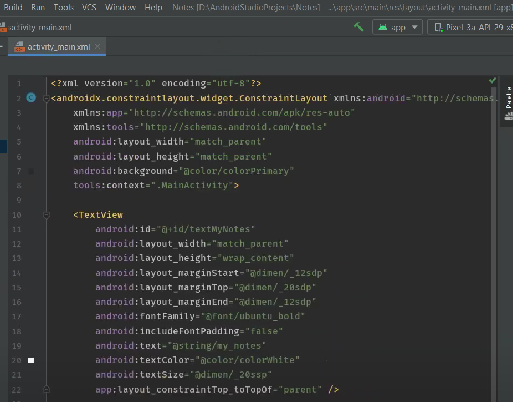 Build Run Tools VCS Window Help Notes [D:\AndroidStudioProjects\Notes] - ...\app\src\main\res\layout\activity_main.xml [app]
activity_main.xml
app Pixel 3a API 29 x8
activity_main.xml
1 <?xml version="1.0" encoding="utf-8"?>
2 <androidx.constraintlayout.widget.ConstraintLayout xmlns:android="http://schemas.
3 xmlns:app="http://schemas.android.com/apk/res-auto"
4 xmlns:tools="http://schemas.android.com/tools"
5 android:layout_width="match_parent"
6 android:layout_height="match_parent"
7 android:background="@color/colorPrimary"
8 tools:context=".MainActivity">
9
10 <TextView
11 android:id="@+id/textMyNotes"
12 android:layout_width="match_parent"
13 android:layout_height="wrap_content"
14 android:layout_marginStart="@dimen/_12sdp"
15 android:layout_marginTop="@dimen/_20sdp"
16 android:layout_marginEnd="@dimen/_12sdp"
17 android:fontFamily="@font/ubuntu_bold"
18 android:includeFontPadding="false"
19 android:text="@string/my_notes"
20 android:textColor="@color/colorWhite"
21 android:textSize="@dimen/_20ssp"
22 app:layout_constraintTop_toTopOf="parent" />